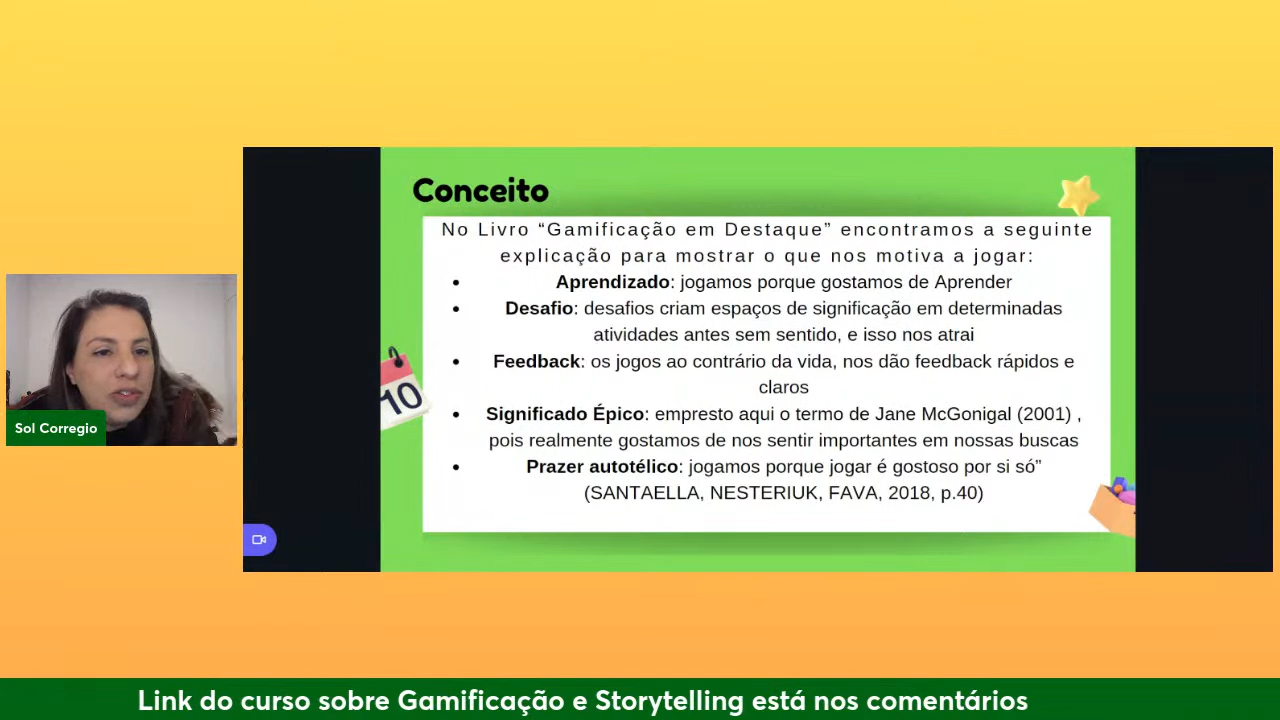 Conceito
No Livro “Gamificação em Destaque” encontramos a seguinte
explicação para mostrar o que nos motiva a jogar:
• Aprendizado: jogamos porque gostamos de Aprender
• Desafio: desafios criam espaços de significação em determinadas
atividades antes sem sentido, e isso nos atrai
• Feedback: os jogos ao contrário da vida, nos dão feedback rápidos e
claros
• Significado Épico: empresto aqui o termo de Jane McGonigal (2001) ,
pois realmente gostamos de nos sentir importantes em nossas buscas
• Prazer autotélico: jogamos porque jogar é gostoso por si só”
(SANTAELLA, NESTERIUK, FAVA, 2018, p.40)
10
Sol Corregio
Link do curso sobre Gamificação e Storytelling está nos comentários